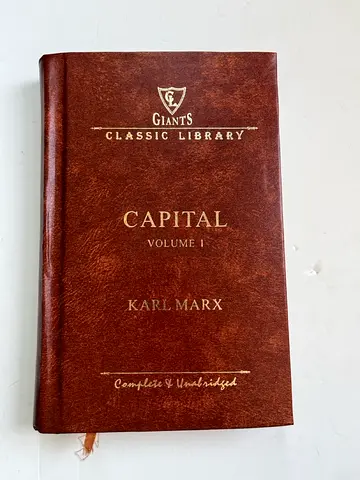 GL
GIANTS
CLASSIC LIBRARY
CAPITAL
VOLUME I
KARL MARX
Complete & Unabridged